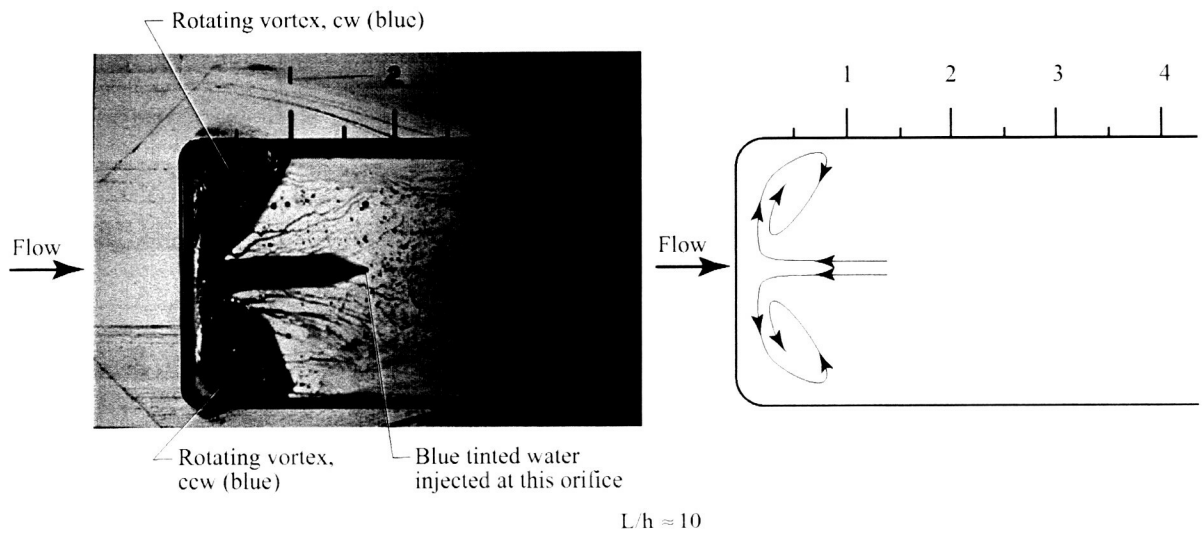 Rotating vortex, cw (blue)
2
1 2 3 4
Flow
Flow
Rotating vortex,
ccw (blue)
Blue tinted water
injected at this orifice
L/h ≈ 10